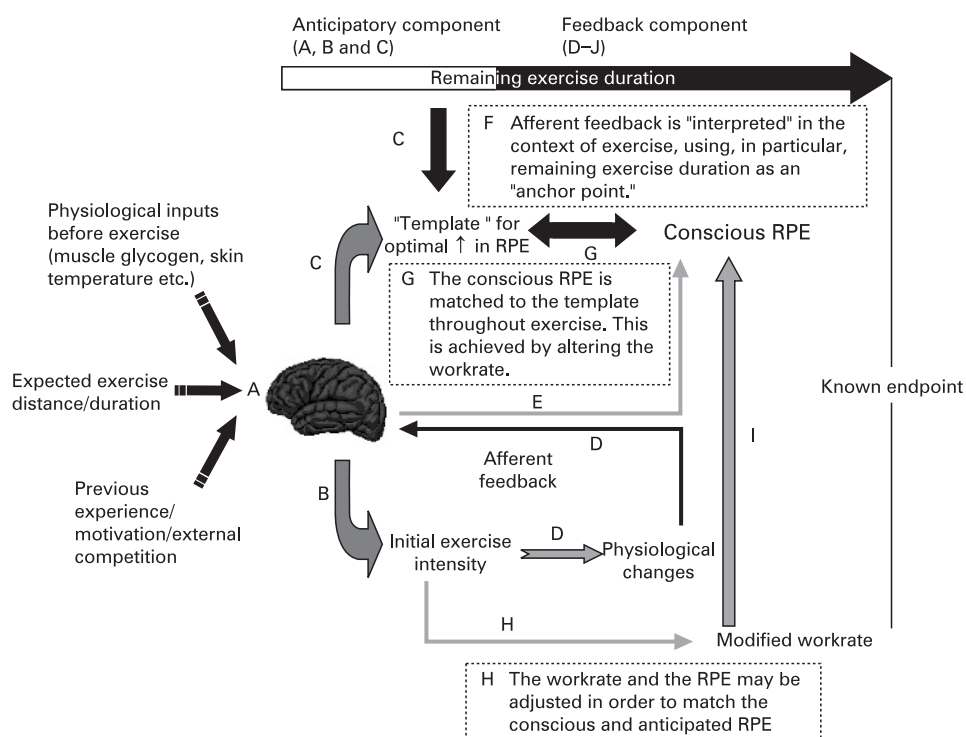 Anticipatory component
(A, B and C)
Feedback component
(D–J)
Remaining exercise duration
C
F Afferent feedback is "interpreted" in the
context of exercise, using, in particular,
remaining exercise duration as an
"anchor point."
Physiological inputs
before exercise
(muscle glycogen, skin
temperature etc.)
C
"Template " for
optimal ↑ in RPE
G
Conscious RPE
G The conscious RPE is
matched to the template
throughout exercise. This
is achieved by altering the
workrate.
Expected exercise
distance/duration
A
Known endpoint
E
D
I
Afferent
feedback
Previous
experience/
motivation/external
competition
B
Initial exercise
intensity
D
Physiological
changes
H
Modified workrate
H The workrate and the RPE may be
adjusted in order to match the
conscious and anticipated RPE